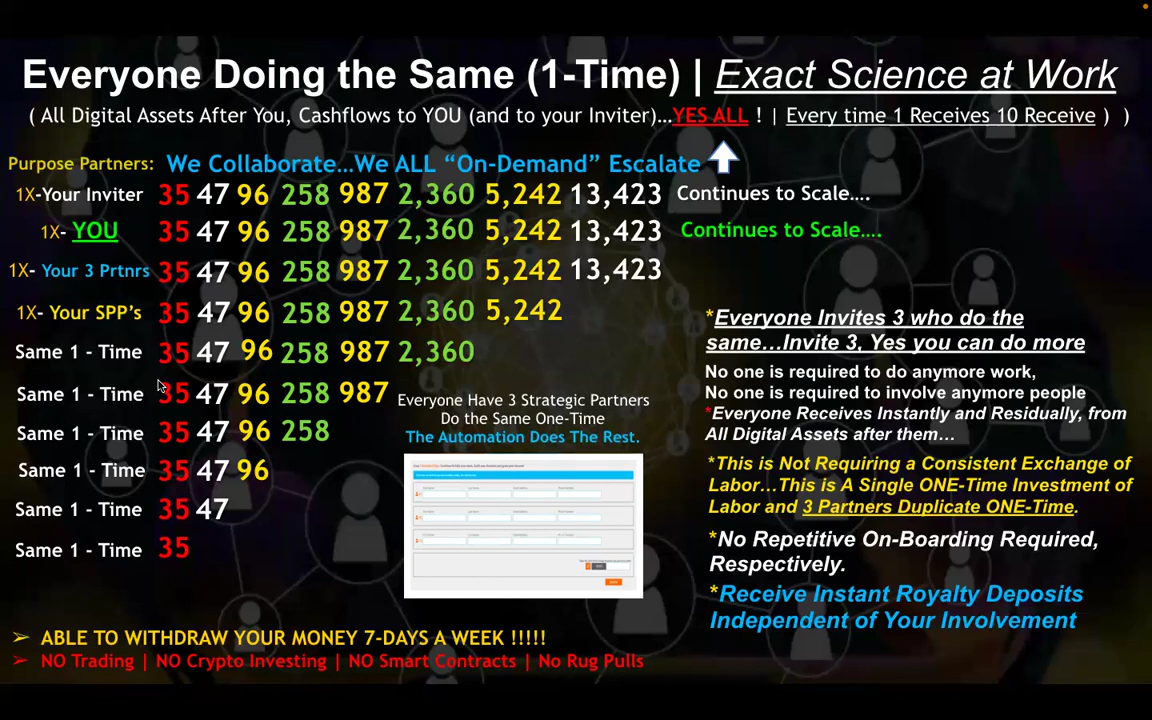 Everyone Doing the Same (1-Time) | Exact Science at Work
( All Digital Assets After You, Cashflows to YOU (and to your Inviter)...YES ALL ! | Every time 1 Receives 10 Receive ) )
Purpose Partners: We Collaborate...We ALL “On-Demand” Escalate
1X-Your Inviter 35 47 96 258 987 2,360 5,242 13,423 Continues to Scale....
1X- YOU 35 47 96 258 987 2,360 5,242 13,423 Continues to Scale....
1X- Your 3 Prtnrs 35 47 96 258 987 2,360 5,242 13,423
1X- Your SPP’s 35 47 96 258 987 2,360 5,242
Same 1 - Time 35 47 96 258 987 2,360
Same 1 - Time 35 47 96 258 987
Same 1 - Time 35 47 96 258
Same 1 - Time 35 47 96
Same 1 - Time 35 47
Same 1 - Time 35
Everyone Have 3 Strategic Partners
Do the Same One-Time
The Automation Does The Rest.
*Everyone Invites 3 who do the
same...Invite 3, Yes you can do more
No one is required to do anymore work,
No one is required to involve anymore people
*Everyone Receives Instantly and Residually, from
All Digital Assets after them...
*This is Not Requiring a Consistent Exchange of
Labor...This is A Single ONE-Time Investment of
Labor and 3 Partners Duplicate ONE-Time.
*No Repetitive On-Boarding Required,
Respectively.
*Receive Instant Royalty Deposits
Independent of Your Involvement
➢ ABLE TO WITHDRAW YOUR MONEY 7-DAYS A WEEK !!!!!
➢ NO Trading | NO Crypto Investing | NO Smart Contracts | No Rug Pulls